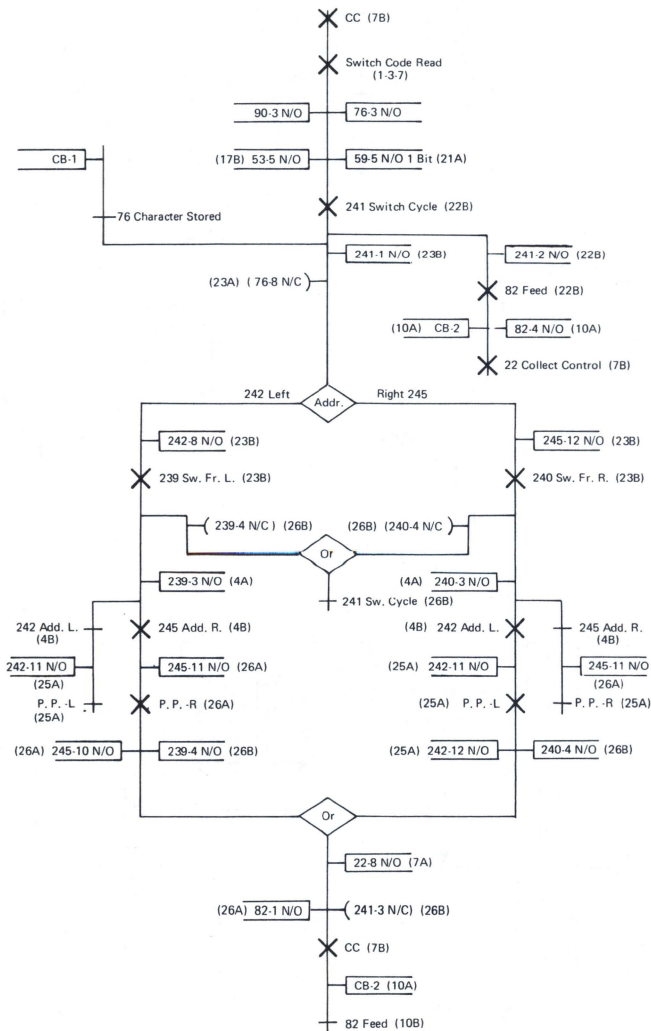 CC (7B)
Switch Code Read
(1-3-7)
90-3 N/O
76-3 N/O
CB-1
(17B) 53-5 N/O
59-5 N/O 1 Bit (21A)
76 Character Stored
241 Switch Cycle (22B)
241-1 N/O (23B)
241-2 N/O (22B)
(23A) (76-8 N/C)
82 Feed (22B)
(10A) CB-2
82-4 N/O (10A)
22 Collect Control (7B)
242 Left
Addr.
Right 245
242-8 N/O (23B)
245-12 N/O (23B)
239 Sw. Fr. L. (23B)
240 Sw. Fr. R. (23B)
(239-4 N/C) (26B)
(26B) (240-4 N/C)
Or
239-3 N/O (4A)
(4A) 240-3 N/O
241 Sw. Cycle (26B)
242 Add. L.
(4B)
245 Add. R. (4B)
(4B) 242 Add. L.
245 Add. R.
(4B)
242-11 N/O
(25A)
245-11 N/O (26A)
(25A) 242-11 N/O
245-11 N/O
(26A)
P. P. -L
(25A)
P. P. -R (26A)
(25A) P. P. -L
P. P. -R (25A)
(26A) 245-10 N/O
239-4 N/O (26B)
(25A) 242-12 N/O
240-4 N/O (26B)
Or
22-8 N/O (7A)
(26A) 82-1 N/O
(241-3 N/C) (26B)
CC (7B)
CB-2 (10A)
82 Feed (10B)